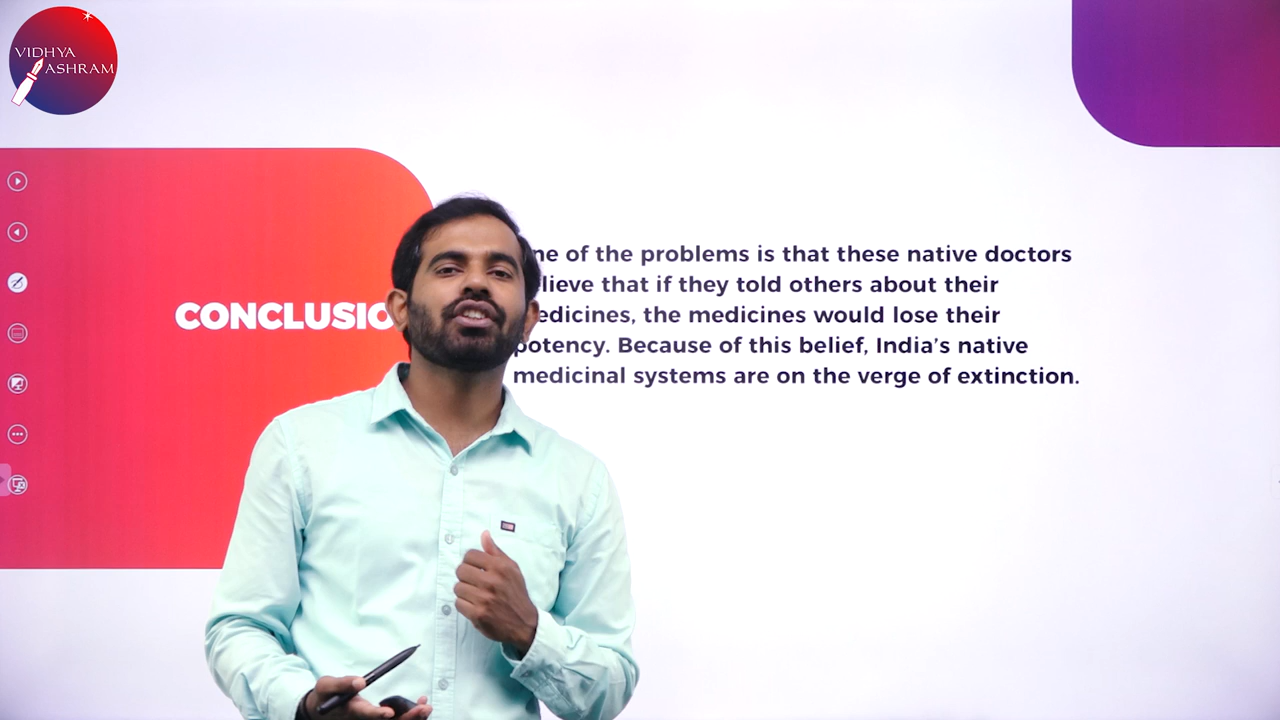 VIDHYA
ASHRAM
CONCLUSIO
ne of the problems is that these native doctors
lieve that if they told others about their
edicines, the medicines would lose their
potency. Because of this belief, India's native
medicinal systems are on the verge of extinction.